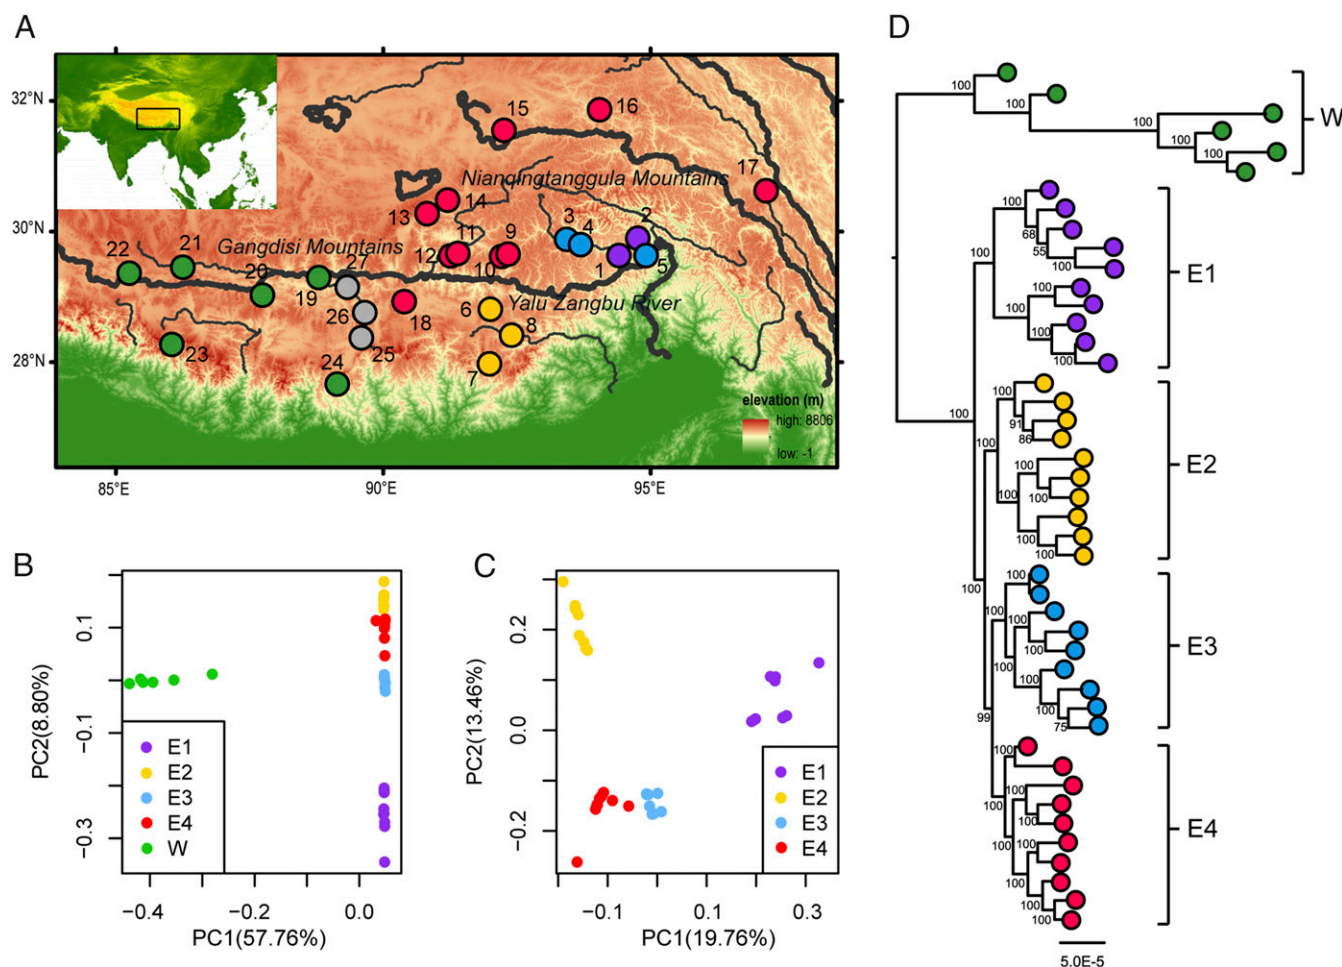 A
32°N
30°N
28°N
85°E
90°E
95°E
15
16
17
Nianqingtanggula Mountains
14
13
3
4
2
11
9
12
10
1
5
Gangdisi Mountains
22
21
20
27
19
26
18
6
Yalu Zangbu River
8
7
23
24
25
elevation (m)
high: 8806
low: -1
B
PC2(8.80%)
0.1
−0.1
−0.3
E1
E2
E3
E4
W
−0.4
−0.2
0.0
PC1(57.76%)
C
PC2(13.46%)
0.2
0.0
−0.2
E1
E2
E3
E4
−0.1
0.1
0.3
PC1(19.76%)
D
100
100
100
100
100
W
100
100
68
55
100
100
100
100
E1
100
100
100
100
91
86
100
100
100
100
100
E2
100
100
100
100
100
100
100
100
75
E3
99
100
100
100
100
100
100
100
100
E4
5.0E-5